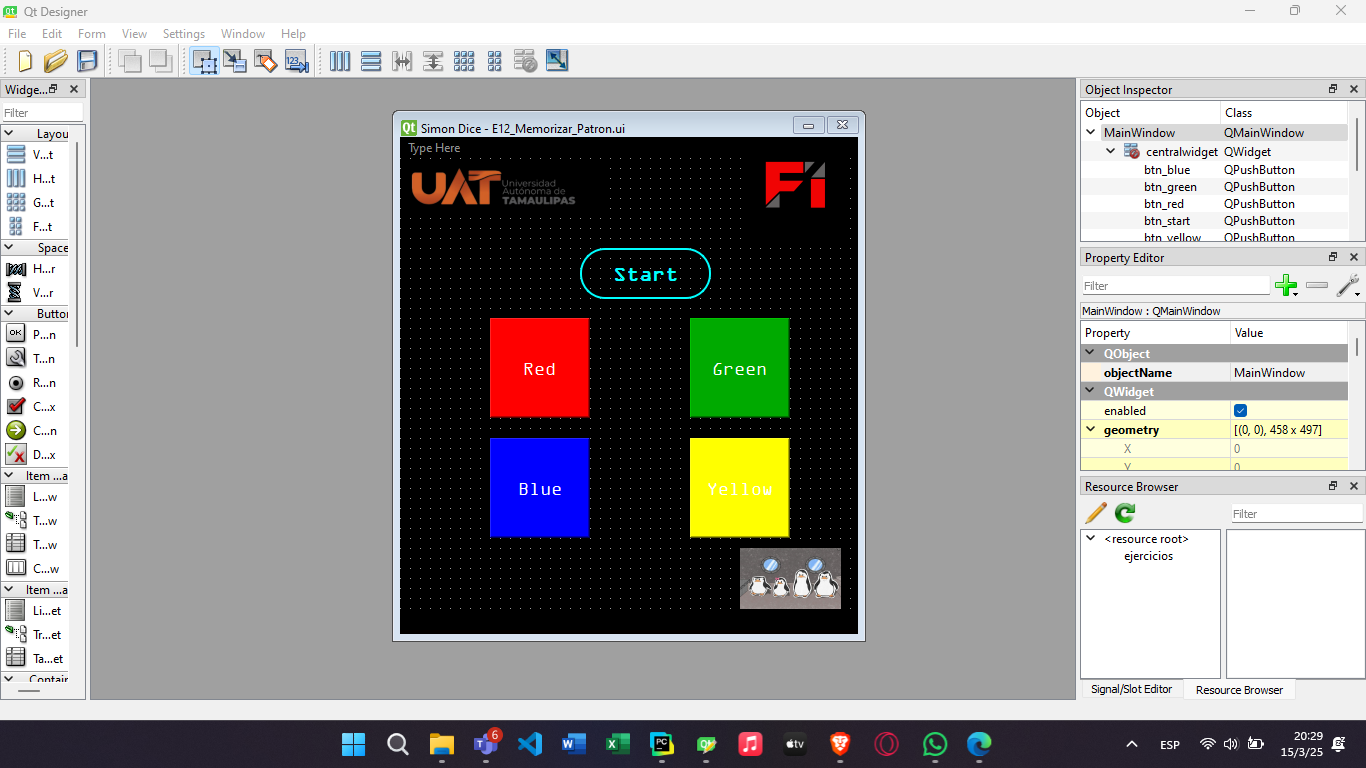 Qt Designer
File Edit Form View Settings Window Help
Widge...
Filter
Layou
V...t
H...t
G...t
F...t
Space
H...r
V...r
Buttor
P...n
T...n
R...n
C...x
C...n
D...x
Item ...a
L...w
T...w
T...w
C...w
Item ...a
Li...et
Tr...et
Ta...et
Contair
Simon Dice - E12_Memorizar_Patron.ui
Type Here
UAT Universidad
Autónoma de
TAMAULIPAS
Fi
Start
Red
Green
Blue
Yellow
Object Inspector
Object Class
MainWindow QMainWindow
centralwidget QWidget
btn_blue QPushButton
btn_green QPushButton
btn_red QPushButton
btn_start QPushButton
btn_yellow QPushButton
Property Editor
Filter
MainWindow : QMainWindow
Property Value
QObject
objectName MainWindow
QWidget
enabled
geometry [(0, 0), 458 x 497]
X 0
Y 0
Resource Browser
Filter
<resource root>
ejercicios
Signal/Slot Editor Resource Browser
6
ESP
20:29
15/3/25